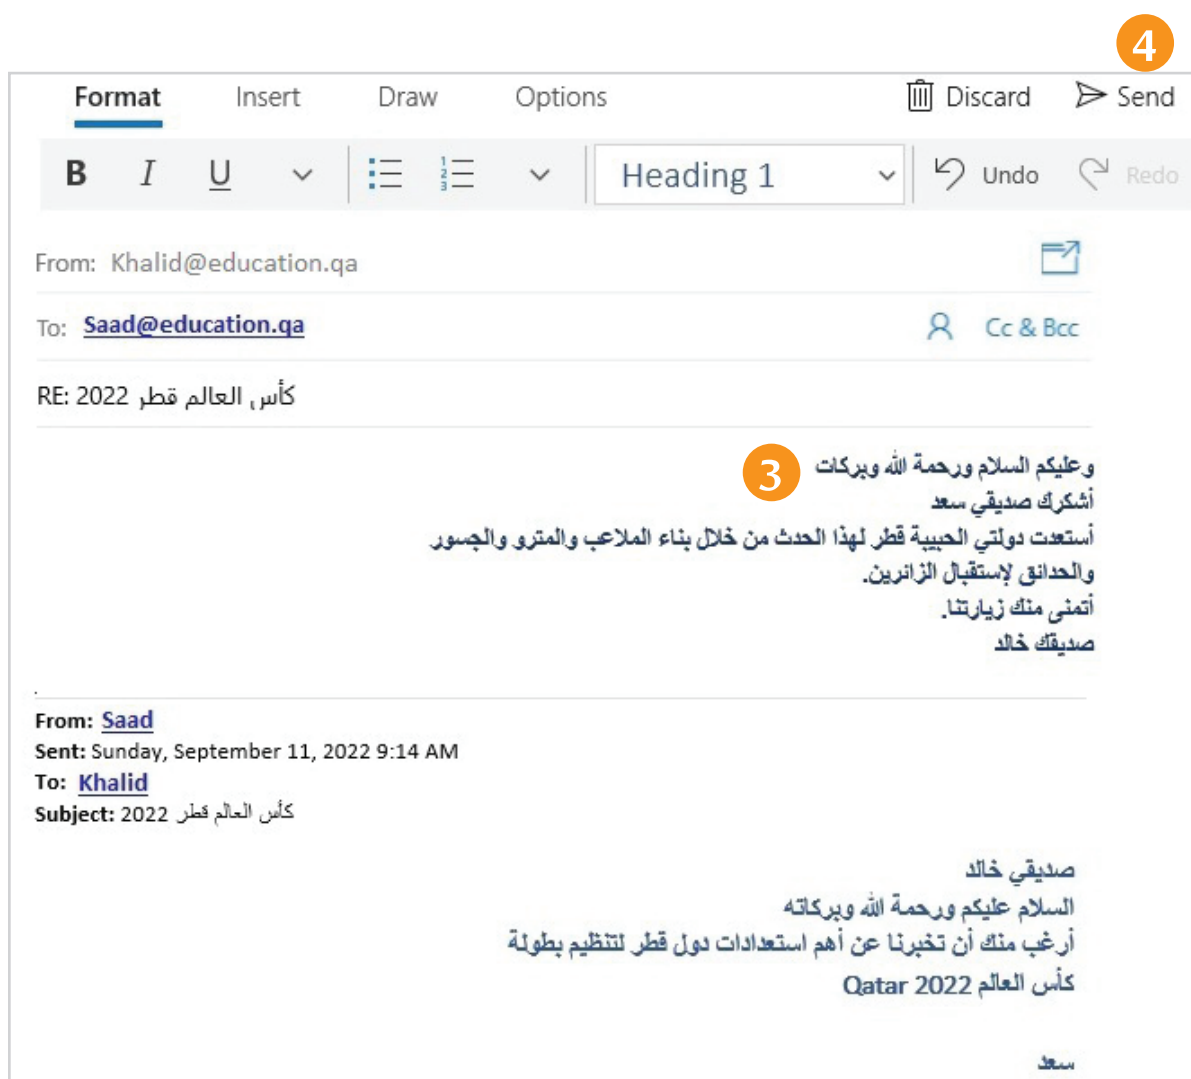 4
Format Insert Draw Options Discard Send
B I U Heading 1 Undo Redo
From: Khalid@education.qa
To: Saad@education.qa Cc & Bcc
RE: كأس العالم قطر 2022
3
وعليكم السلام ورحمة الله وبركات
أشكرك صديقي سعد
أستعدت دولتي الحبيبة قطر لهذا الحدث من خلال بناء الملاعب والمترو والجسور
والحدائق لإستقبال الزائرين.
أتمنى منك زيارتنا.
صديقك خالد
From: Saad
Sent: Sunday, September 11, 2022 9:14 AM
To: Khalid
Subject: كأس العالم قطر 2022
صديقي خالد
السلام عليكم ورحمة الله وبركاته
أرغب منك أن تخبرنا عن أهم استعدادات دول قطر لتنظيم بطولة
كأس العالم Qatar 2022
سعد